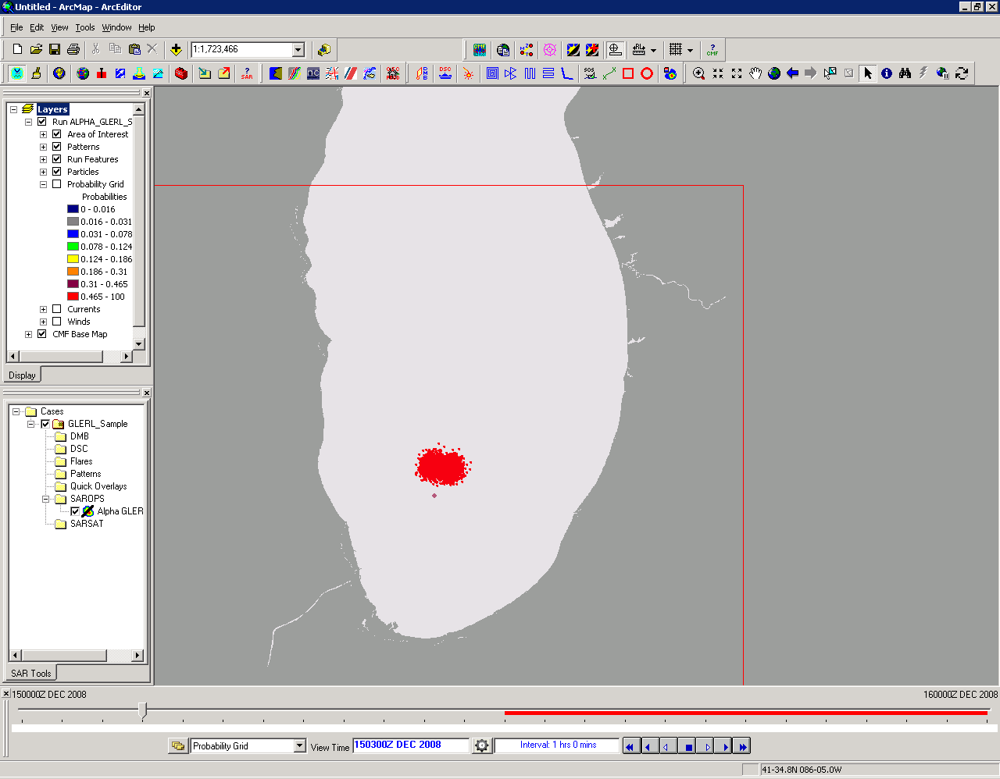 Untitled - ArcMap - ArcEditor
File Edit View Tools Window Help
1:1,723,466
? CMF
? SAR
nc
DSC
SOS
Layers
Run ALPHA_GLERL_S
Area of Interest
Patterns
Run Features
Particles
Probability Grid
Probabilities
0 - 0.016
0.016 - 0.031
0.031 - 0.078
0.078 - 0.124
0.124 - 0.186
0.186 - 0.31
0.31 - 0.465
0.465 - 100
Currents
Winds
CMF Base Map
Display
Cases
GLERL_Sample
DMB
DSC
Flares
Patterns
Quick Overlays
SAROPS
Alpha GLER
SARSAT
SAR Tools
150000Z DEC 2008 160000Z DEC 2008
Probability Grid View Time 150300Z DEC 2008 Interval: 1 hrs 0 mins
41-34.8N 086-05.0W